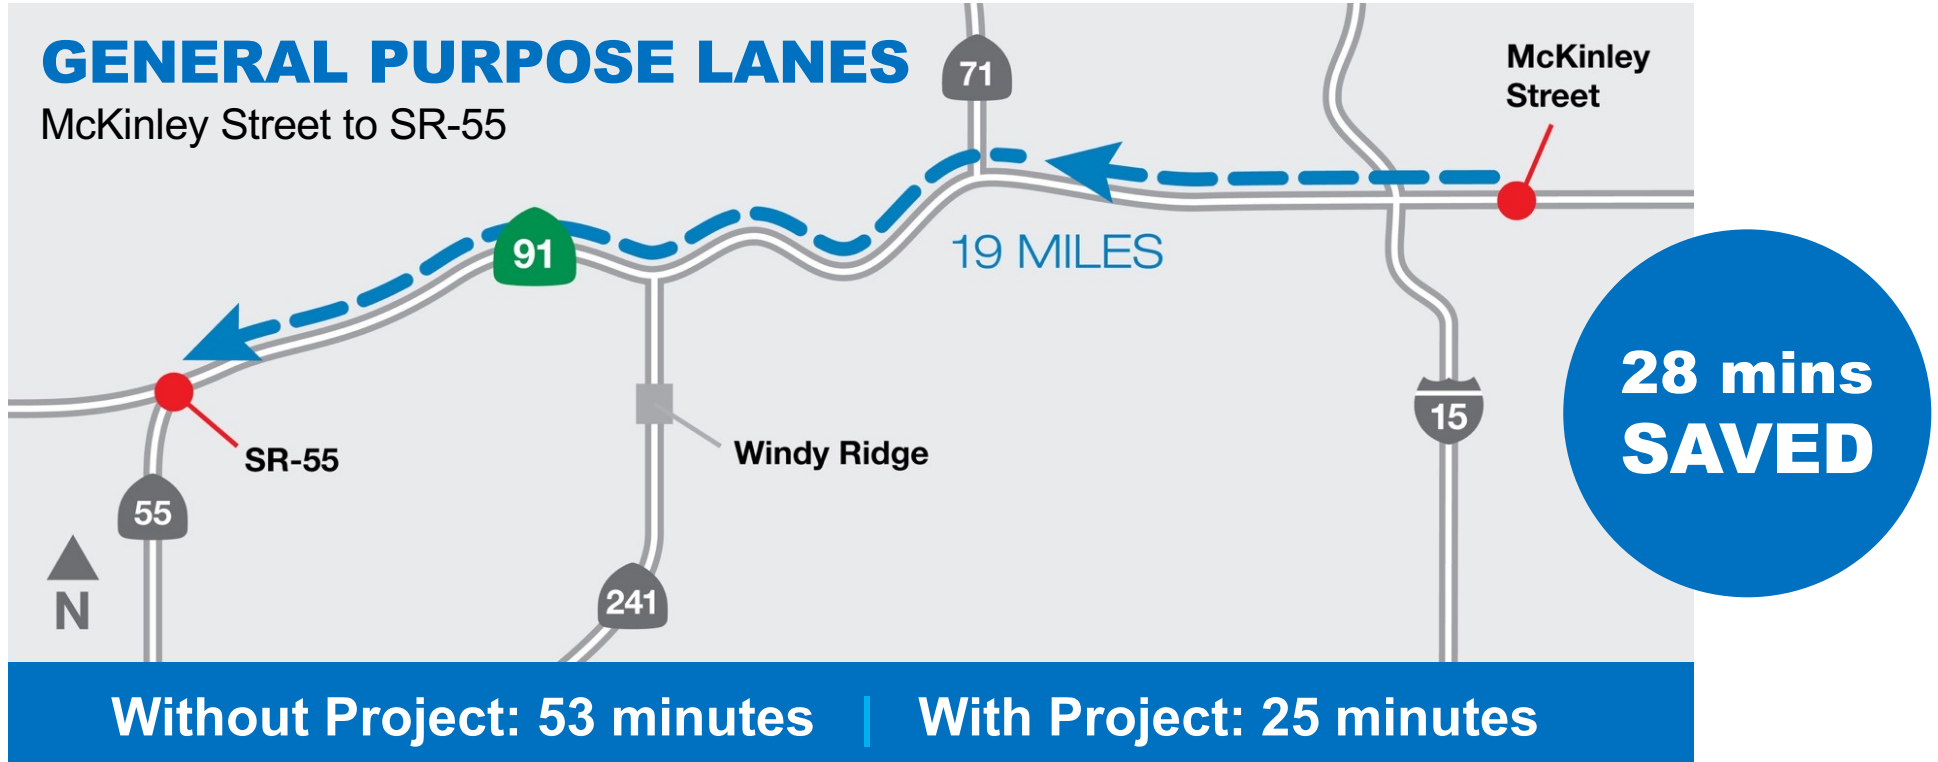 GENERAL PURPOSE LANES
McKinley Street to SR-55
71
McKinley
Street
91
19 MILES
28 mins
SAVED
15
SR-55
Windy Ridge
55
241
N
Without Project: 53 minutes | With Project: 25 minutes